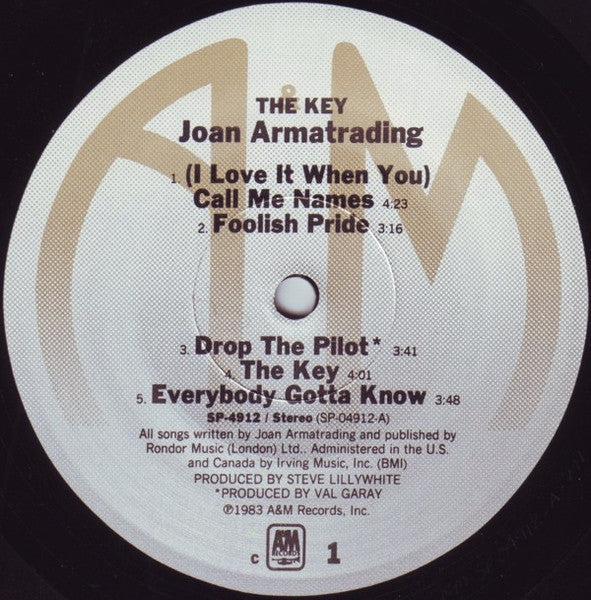 A&M
THE KEY
Joan Armatrading
1. (I Love It When You)
Call Me Names 4:23
2. Foolish Pride 3:16
3. Drop The Pilot* 3:41
4. The Key 4:01
5. Everybody Gotta Know 3:48
SP-4912 / Stereo (SP-04912-A)
All songs written by Joan Armatrading and published by
Rondor Music (London) Ltd.. Administered in the U.S.
and Canada by Irving Music, Inc. (BMI)
PRODUCED BY STEVE LILLYWHITE
*PRODUCED BY VAL GARAY
℗1983 A&M Records, Inc.
c A&M RECORDS 1